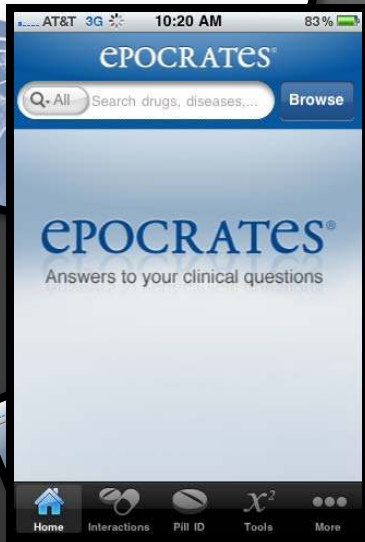 AT&T 3G 10:20 AM 83%
epocrates®
All Search drugs, diseases,... Browse
epocrates®
Answers to your clinical questions
Home Interactions Pill ID x² Tools More